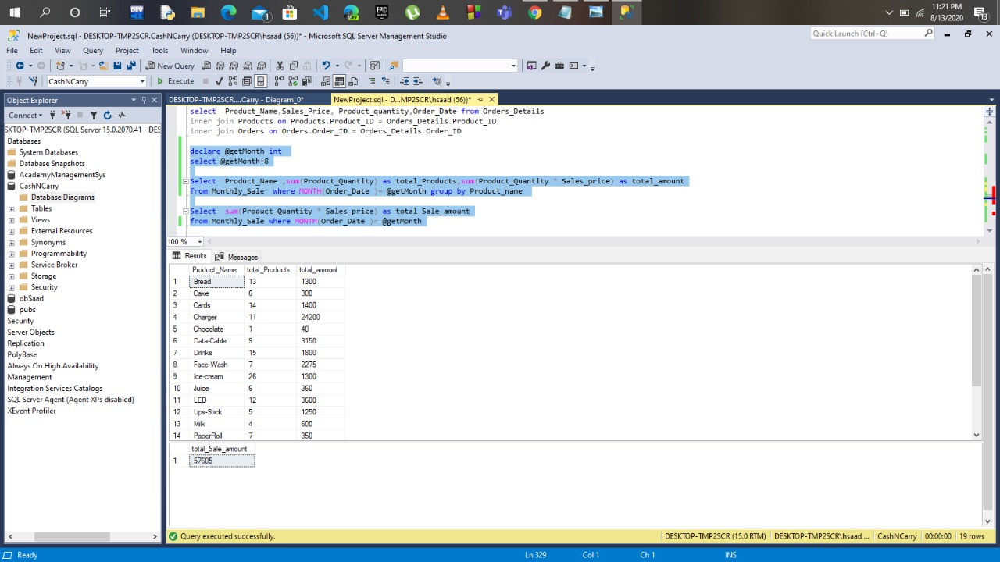 11:21 PM
8/13/2020
13
1
NewProject.sql - DESKTOP-TMP2SCR.CashNCarry (DESKTOP-TMP2SCR\hsaad (56))* - Microsoft SQL Server Management Studio
Quick Launch (Ctrl+Q)
File Edit View Query Project Tools Window Help
New Query
CashNCarry
Execute
Object Explorer
Connect
SKTOP-TMP2SCR (SQL Server 15.0.2070.41 - DES
Databases
System Databases
Database Snapshots
AcademyManagementSys
CashNCarry
Database Diagrams
Tables
Views
External Resources
Synonyms
Programmability
Service Broker
Storage
Security
dbSaad
pubs
Security
Server Objects
Replication
PolyBase
Always On High Availability
Management
Integration Services Catalogs
SQL Server Agent (Agent XPs disabled)
XEvent Profiler
DESKTOP-TMP2SCR....Carry - Diagram_0*
NewProject.sql - D...MP2SCR\hsaad (56))*
select Product_Name,Sales_Price, Product_quantity,Order_Date from Orders_Details
inner join Products on Products.Product_ID = Orders_Details.Product_ID
inner join Orders on Orders.Order_ID = Orders_Details.Order_ID
declare @getMonth int
select @getMonth=8
Select Product_Name ,sum(Product_Quantity) as total_Products,sum(Product_Quantity * Sales_price) as total_amount
from Monthly_Sale where MONTH(Order_Date )= @getMonth group by Product_name
Select sum(Product_Quantity * Sales_price) as total_Sale_amount
from Monthly_Sale where MONTH(Order_Date )= @getMonth
100 %
Results Messages
Product_Name total_Products total_amount
1 Bread 13 1300
2 Cake 6 300
3 Cards 14 1400
4 Charger 11 24200
5 Chocolate 1 40
6 Data-Cable 9 3150
7 Drinks 15 1800
8 Face-Wash 7 2275
9 Ice-cream 26 1300
10 Juice 6 360
11 LED 12 3600
12 Lips-Stick 5 1250
13 Milk 4 600
14 PaperRoll 7 350
total_Sale_amount
1 57605
Query executed successfully.
DESKTOP-TMP2SCR (15.0 RTM) DESKTOP-TMP2SCR\hsaad ... CashNCarry 00:00:00 19 rows
Ready Ln 329 Col 1 Ch 1 INS